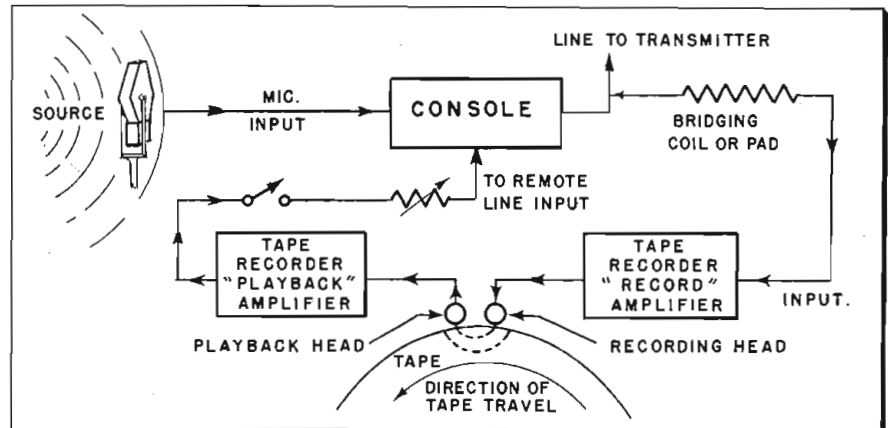 LINE TO TRANSMITTER
SOURCE
MIC.
INPUT
CONSOLE
BRIDGING
COIL OR PAD
TO REMOTE
LINE INPUT
TAPE
RECORDER
"PLAYBACK"
AMPLIFIER
TAPE
RECORDER
"RECORD"
AMPLIFIER
INPUT.
PLAYBACK HEAD
RECORDING HEAD
TAPE
DIRECTION OF
TAPE TRAVEL